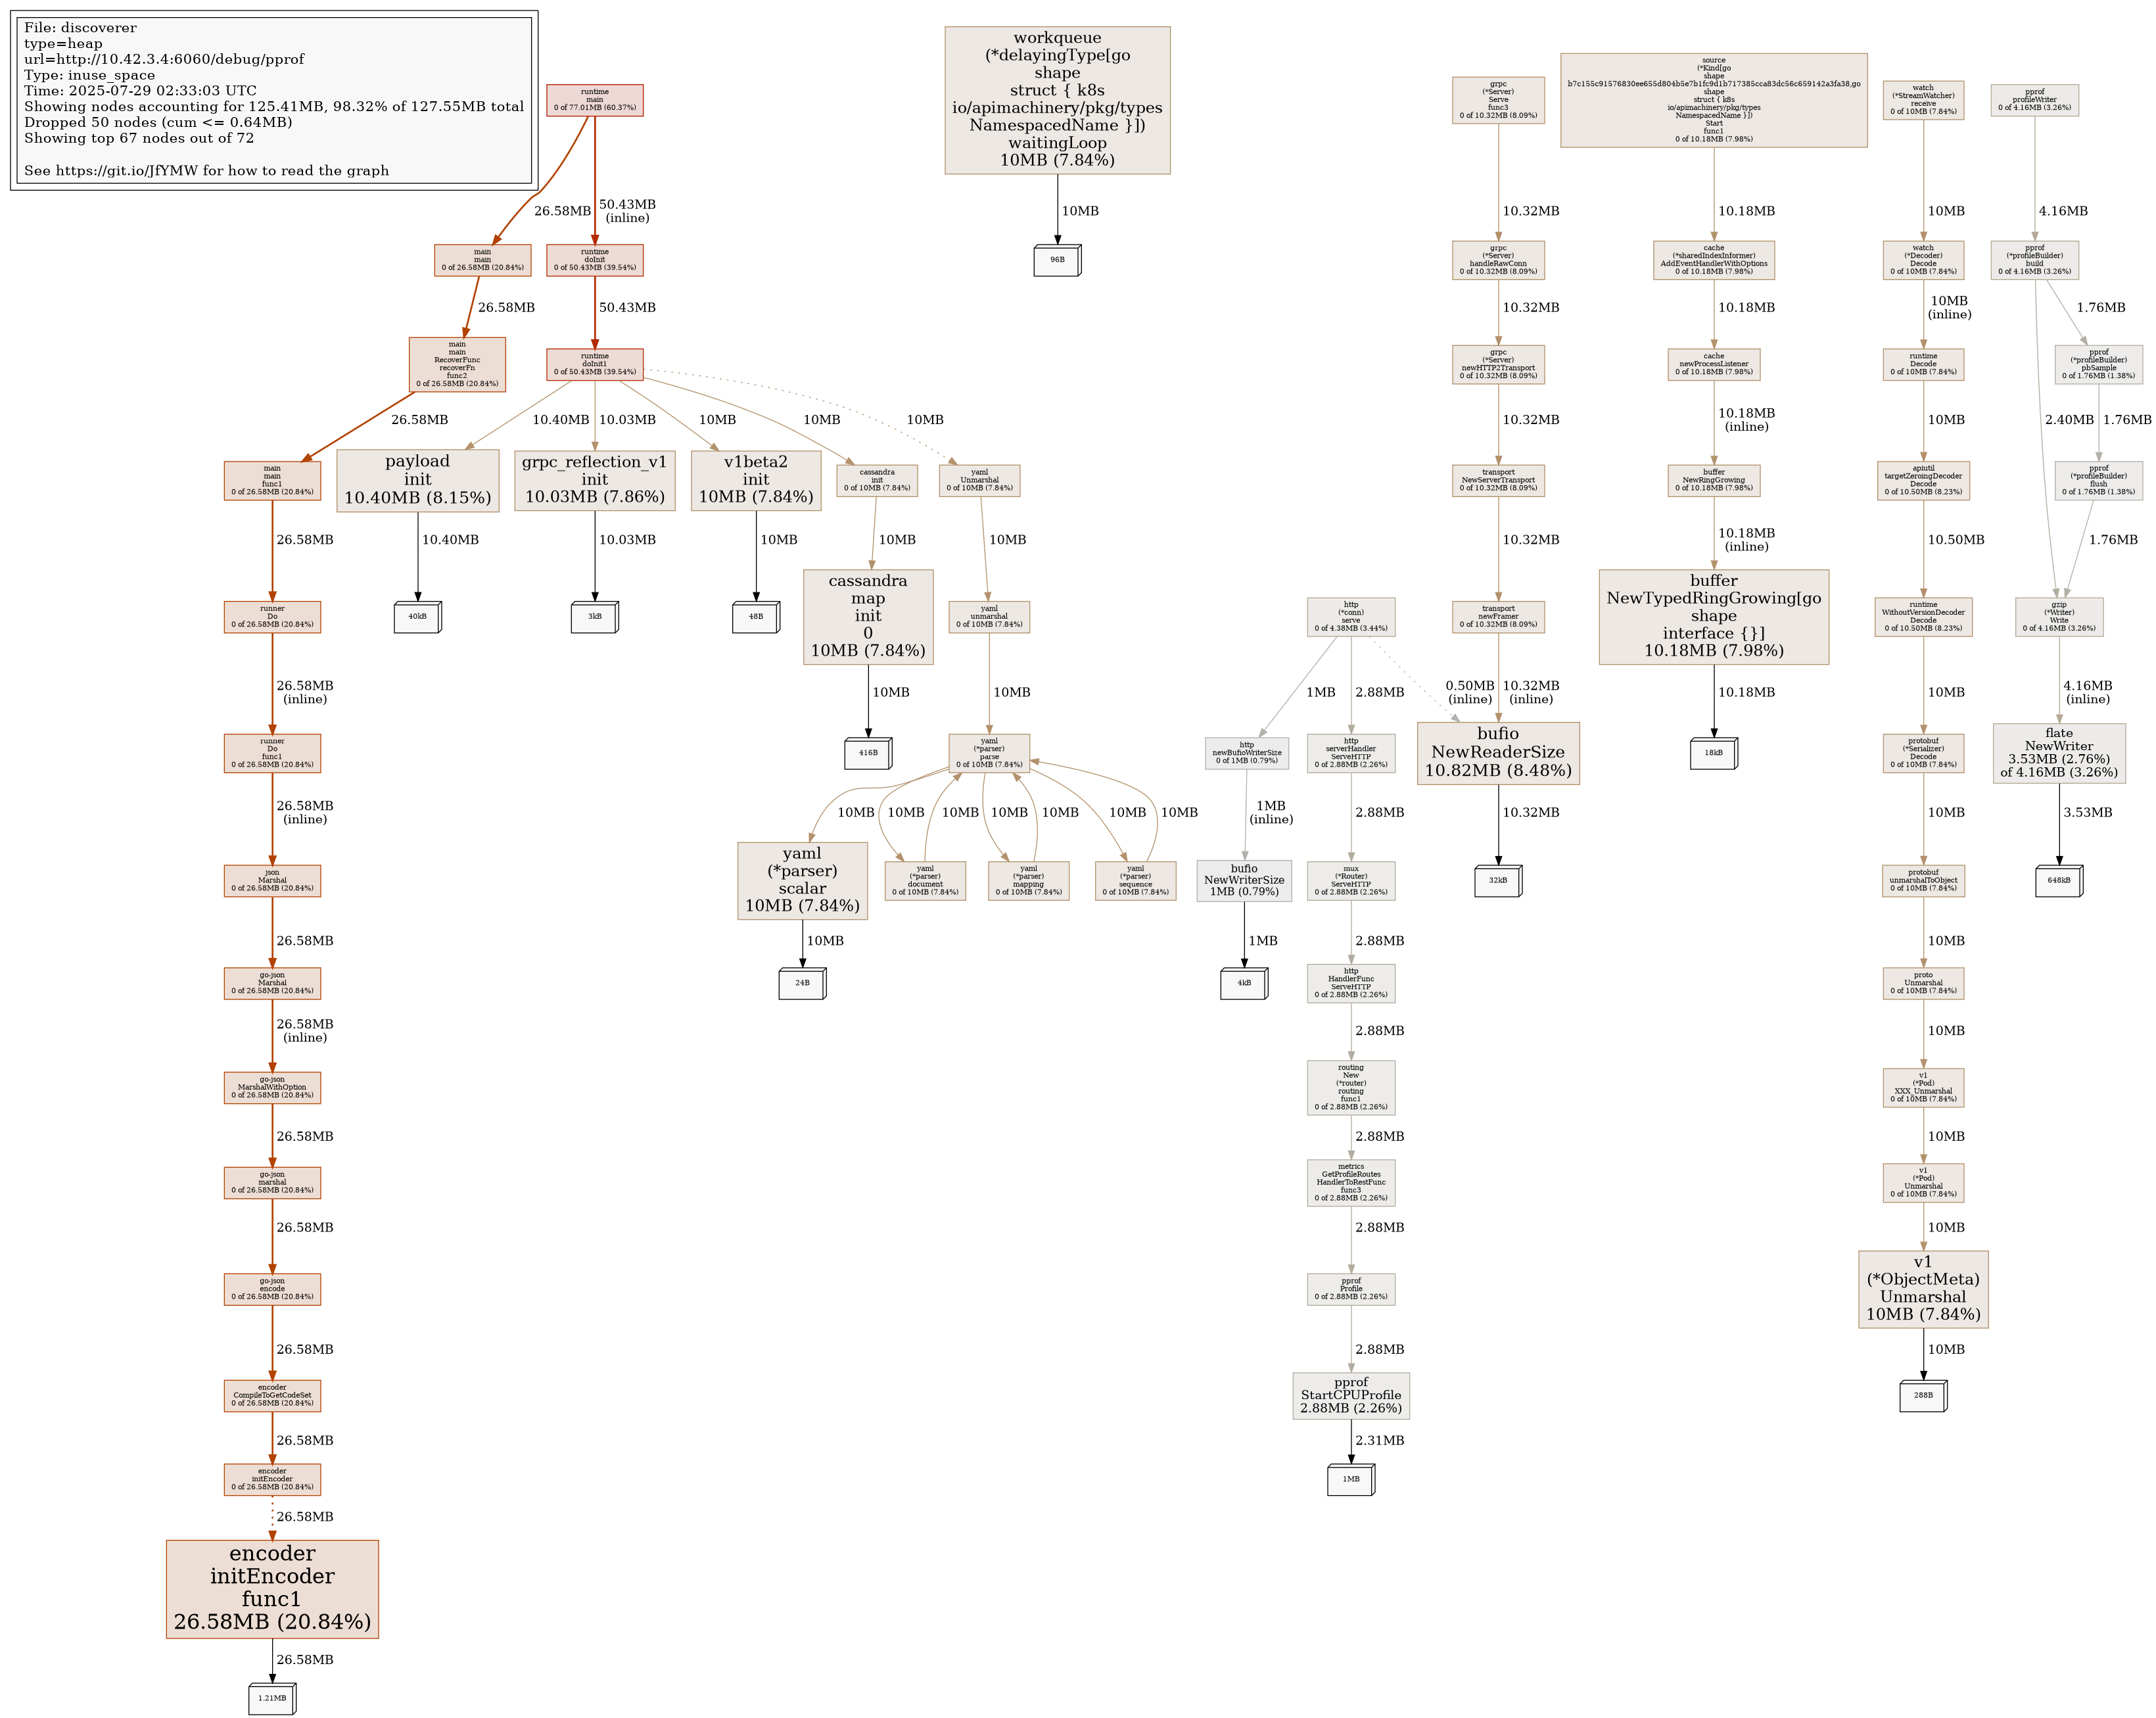 File: discoverer
type=heap
url=http://10.42.3.4:6060/debug/pprof
Type: inuse_space
Time: 2025-07-29 02:33:03 UTC
Showing nodes accounting for 125.41MB, 98.32% of 127.55MB total
Dropped 50 nodes (cum <= 0.64MB)
Showing top 67 nodes out of 72
See https://git.io/JfYMW for how to read the graph
runtime
main
0 of 77.01MB (60.37%)
26.58MB
50.43MB
(inline)
main
main
0 of 26.58MB (20.84%)
runtime
doInit
0 of 50.43MB (39.54%)
26.58MB
50.43MB
main
main
RecoverFunc
recoverFn
func2
0 of 26.58MB (20.84%)
runtime
doInit1
0 of 50.43MB (39.54%)
26.58MB
10.40MB
10.03MB
10MB
10MB
10MB
main
main
func1
0 of 26.58MB (20.84%)
26.58MB
runner
Do
0 of 26.58MB (20.84%)
26.58MB
(inline)
runner
Do
func1
0 of 26.58MB (20.84%)
26.58MB
(inline)
json
Marshal
0 of 26.58MB (20.84%)
26.58MB
go-json
Marshal
0 of 26.58MB (20.84%)
26.58MB
(inline)
go-json
MarshalWithOption
0 of 26.58MB (20.84%)
26.58MB
go-json
marshal
0 of 26.58MB (20.84%)
26.58MB
go-json
encode
0 of 26.58MB (20.84%)
26.58MB
encoder
CompileToGetCodeSet
0 of 26.58MB (20.84%)
26.58MB
encoder
initEncoder
0 of 26.58MB (20.84%)
26.58MB
encoder
initEncoder
func1
26.58MB (20.84%)
26.58MB
1.21MB
payload
init
10.40MB (8.15%)
10.40MB
40kB
grpc_reflection_v1
init
10.03MB (7.86%)
10.03MB
3kB
v1beta2
init
10MB (7.84%)
10MB
48B
cassandra
init
0 of 10MB (7.84%)
10MB
cassandra
map
init
0
10MB (7.84%)
10MB
416B
yaml
Unmarshal
0 of 10MB (7.84%)
10MB
yaml
unmarshal
0 of 10MB (7.84%)
10MB
yaml
(*parser)
parse
0 of 10MB (7.84%)
10MB
10MB
10MB
10MB
10MB
10MB
10MB
yaml
(*parser)
scalar
10MB (7.84%)
10MB
24B
yaml
(*parser)
document
0 of 10MB (7.84%)
yaml
(*parser)
mapping
0 of 10MB (7.84%)
yaml
(*parser)
sequence
0 of 10MB (7.84%)
workqueue
(*delayingType[go
shape
struct { k8s
io/apimachinery/pkg/types
NamespacedName }])
waitingLoop
10MB (7.84%)
10MB
96B
http
(*conn)
serve
0 of 4.38MB (3.44%)
1MB
2.88MB
0.50MB
(inline)
http
newBufioWriterSize
0 of 1MB (0.79%)
1MB
(inline)
bufio
NewWriterSize
1MB (0.79%)
1MB
4kB
http
serverHandler
ServeHTTP
0 of 2.88MB (2.26%)
2.88MB
mux
(*Router)
ServeHTTP
0 of 2.88MB (2.26%)
2.88MB
http
HandlerFunc
ServeHTTP
0 of 2.88MB (2.26%)
2.88MB
routing
New
(*router)
routing
func1
0 of 2.88MB (2.26%)
2.88MB
metrics
GetProfileRoutes
HandlerToRestFunc
func3
0 of 2.88MB (2.26%)
2.88MB
pprof
Profile
0 of 2.88MB (2.26%)
2.88MB
pprof
StartCPUProfile
2.88MB (2.26%)
2.31MB
1MB
grpc
(*Server)
Serve
func3
0 of 10.32MB (8.09%)
10.32MB
grpc
(*Server)
handleRawConn
0 of 10.32MB (8.09%)
10.32MB
grpc
(*Server)
newHTTP2Transport
0 of 10.32MB (8.09%)
10.32MB
transport
NewServerTransport
0 of 10.32MB (8.09%)
10.32MB
transport
newFramer
0 of 10.32MB (8.09%)
10.32MB
(inline)
bufio
NewReaderSize
10.82MB (8.48%)
10.32MB
32kB
source
(*Kind[go
shape
b7c155c91576830ee655d804b5e7b1fc9d1b717385cca83dc56c659142a3fa38,go
shape
struct { k8s
io/apimachinery/pkg/types
NamespacedName }])
Start
func1
0 of 10.18MB (7.98%)
10.18MB
cache
(*sharedIndexInformer)
AddEventHandlerWithOptions
0 of 10.18MB (7.98%)
10.18MB
cache
newProcessListener
0 of 10.18MB (7.98%)
10.18MB
(inline)
buffer
NewRingGrowing
0 of 10.18MB (7.98%)
10.18MB
(inline)
buffer
NewTypedRingGrowing[go
shape
interface {}]
10.18MB (7.98%)
10.18MB
18kB
watch
(*StreamWatcher)
receive
0 of 10MB (7.84%)
10MB
watch
(*Decoder)
Decode
0 of 10MB (7.84%)
10MB
(inline)
runtime
Decode
0 of 10MB (7.84%)
10MB
apiutil
targetZeroingDecoder
Decode
0 of 10.50MB (8.23%)
10.50MB
runtime
WithoutVersionDecoder
Decode
0 of 10.50MB (8.23%)
10MB
protobuf
(*Serializer)
Decode
0 of 10MB (7.84%)
10MB
protobuf
unmarshalToObject
0 of 10MB (7.84%)
10MB
proto
Unmarshal
0 of 10MB (7.84%)
10MB
v1
(*Pod)
XXX_Unmarshal
0 of 10MB (7.84%)
10MB
v1
(*Pod)
Unmarshal
0 of 10MB (7.84%)
10MB
v1
(*ObjectMeta)
Unmarshal
10MB (7.84%)
10MB
288B
pprof
profileWriter
0 of 4.16MB (3.26%)
4.16MB
pprof
(*profileBuilder)
build
0 of 4.16MB (3.26%)
1.76MB
2.40MB
pprof
(*profileBuilder)
pbSample
0 of 1.76MB (1.38%)
1.76MB
pprof
(*profileBuilder)
flush
0 of 1.76MB (1.38%)
1.76MB
gzip
(*Writer)
Write
0 of 4.16MB (3.26%)
4.16MB
(inline)
flate
NewWriter
3.53MB (2.76%)
of 4.16MB (3.26%)
3.53MB
648kB